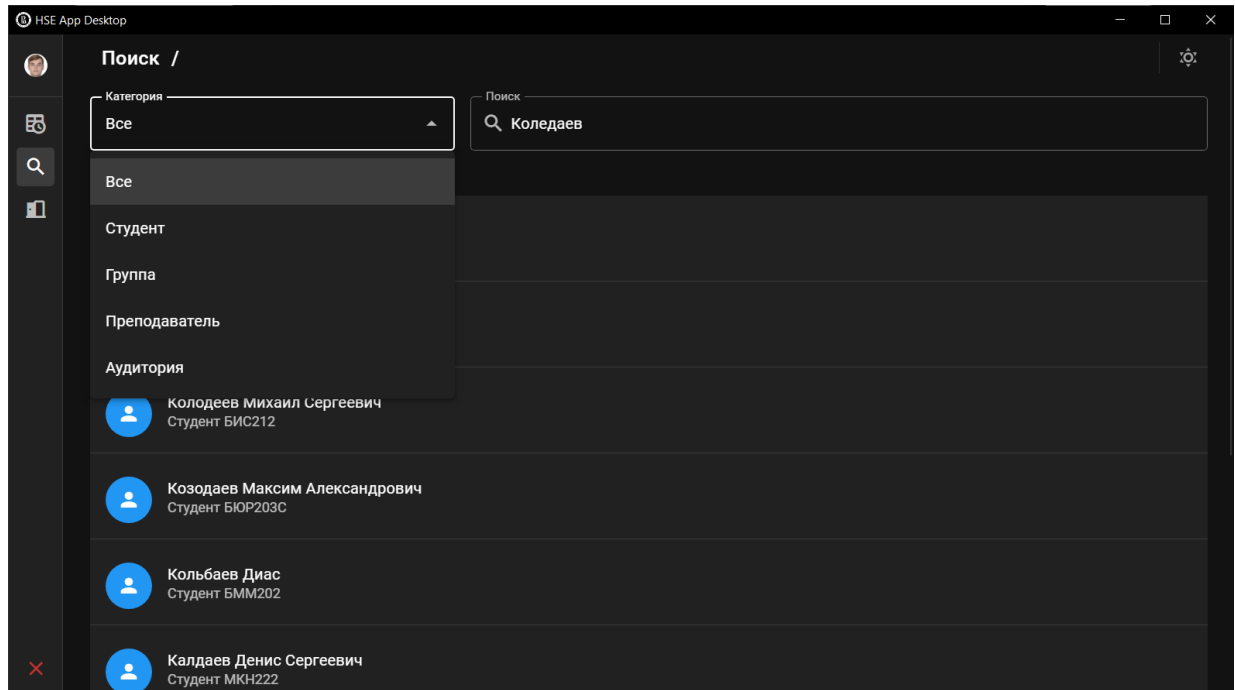 HSE App Desktop
Поиск /
Категория
Все
Поиск
Коледаев
Все
Студент
Группа
Преподаватель
Аудитория
Колодеев Михаил Сергеевич
Студент БИС212
Козодаев Максим Александрович
Студент БЮР203С
Кольбаев Диас
Студент БММ202
Калдаев Денис Сергеевич
Студент МКН222